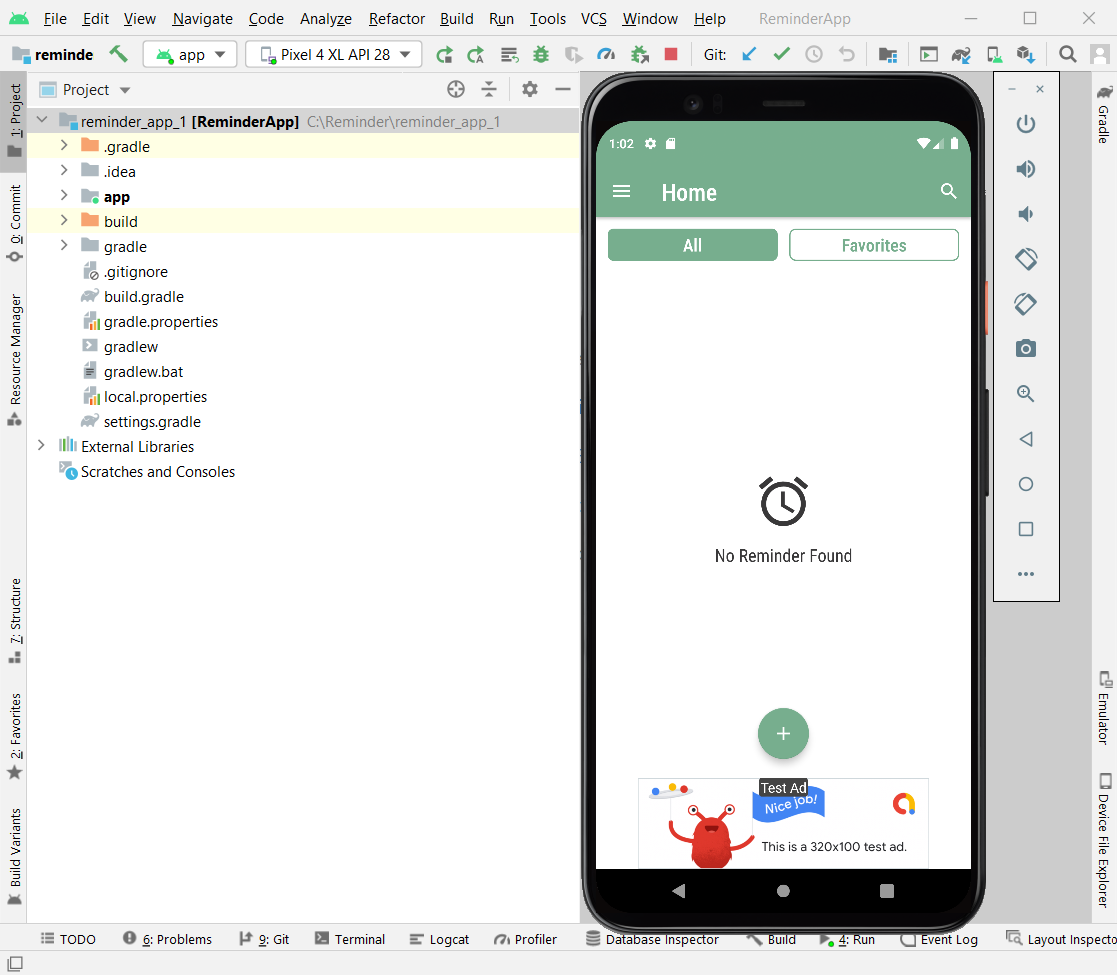 File Edit View Navigate Code Analyze Refactor Build Run Tools VCS Window Help ReminderApp
reminde app Pixel 4 XL API 28 Git:
Project
reminder_app_1 [ReminderApp] C:\Reminder\reminder_app_1
.gradle
.idea
app
build
gradle
.gitignore
build.gradle
gradle.properties
gradlew
gradlew.bat
local.properties
settings.gradle
External Libraries
Scratches and Consoles
1: Project
0: Commit
Resource Manager
7: Structure
2: Favorites
Build Variants
1:02
Home
All Favorites
No Reminder Found
+
Test Ad
Nice job!
This is a 320x100 test ad.
Gradle
Emulator
Device File Explorer
TODO 6: Problems 9: Git Terminal Logcat Profiler Database Inspector Build 4: Run Event Log Layout Inspecto